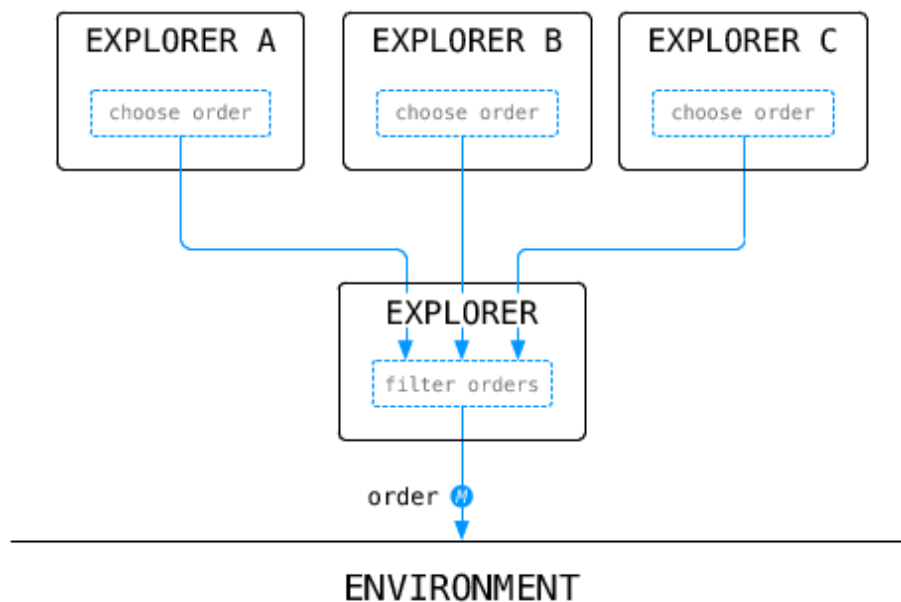 EXPLORER A
EXPLORER B
EXPLORER C
choose order
choose order
choose order
EXPLORER
filter orders
order M
ENVIRONMENT